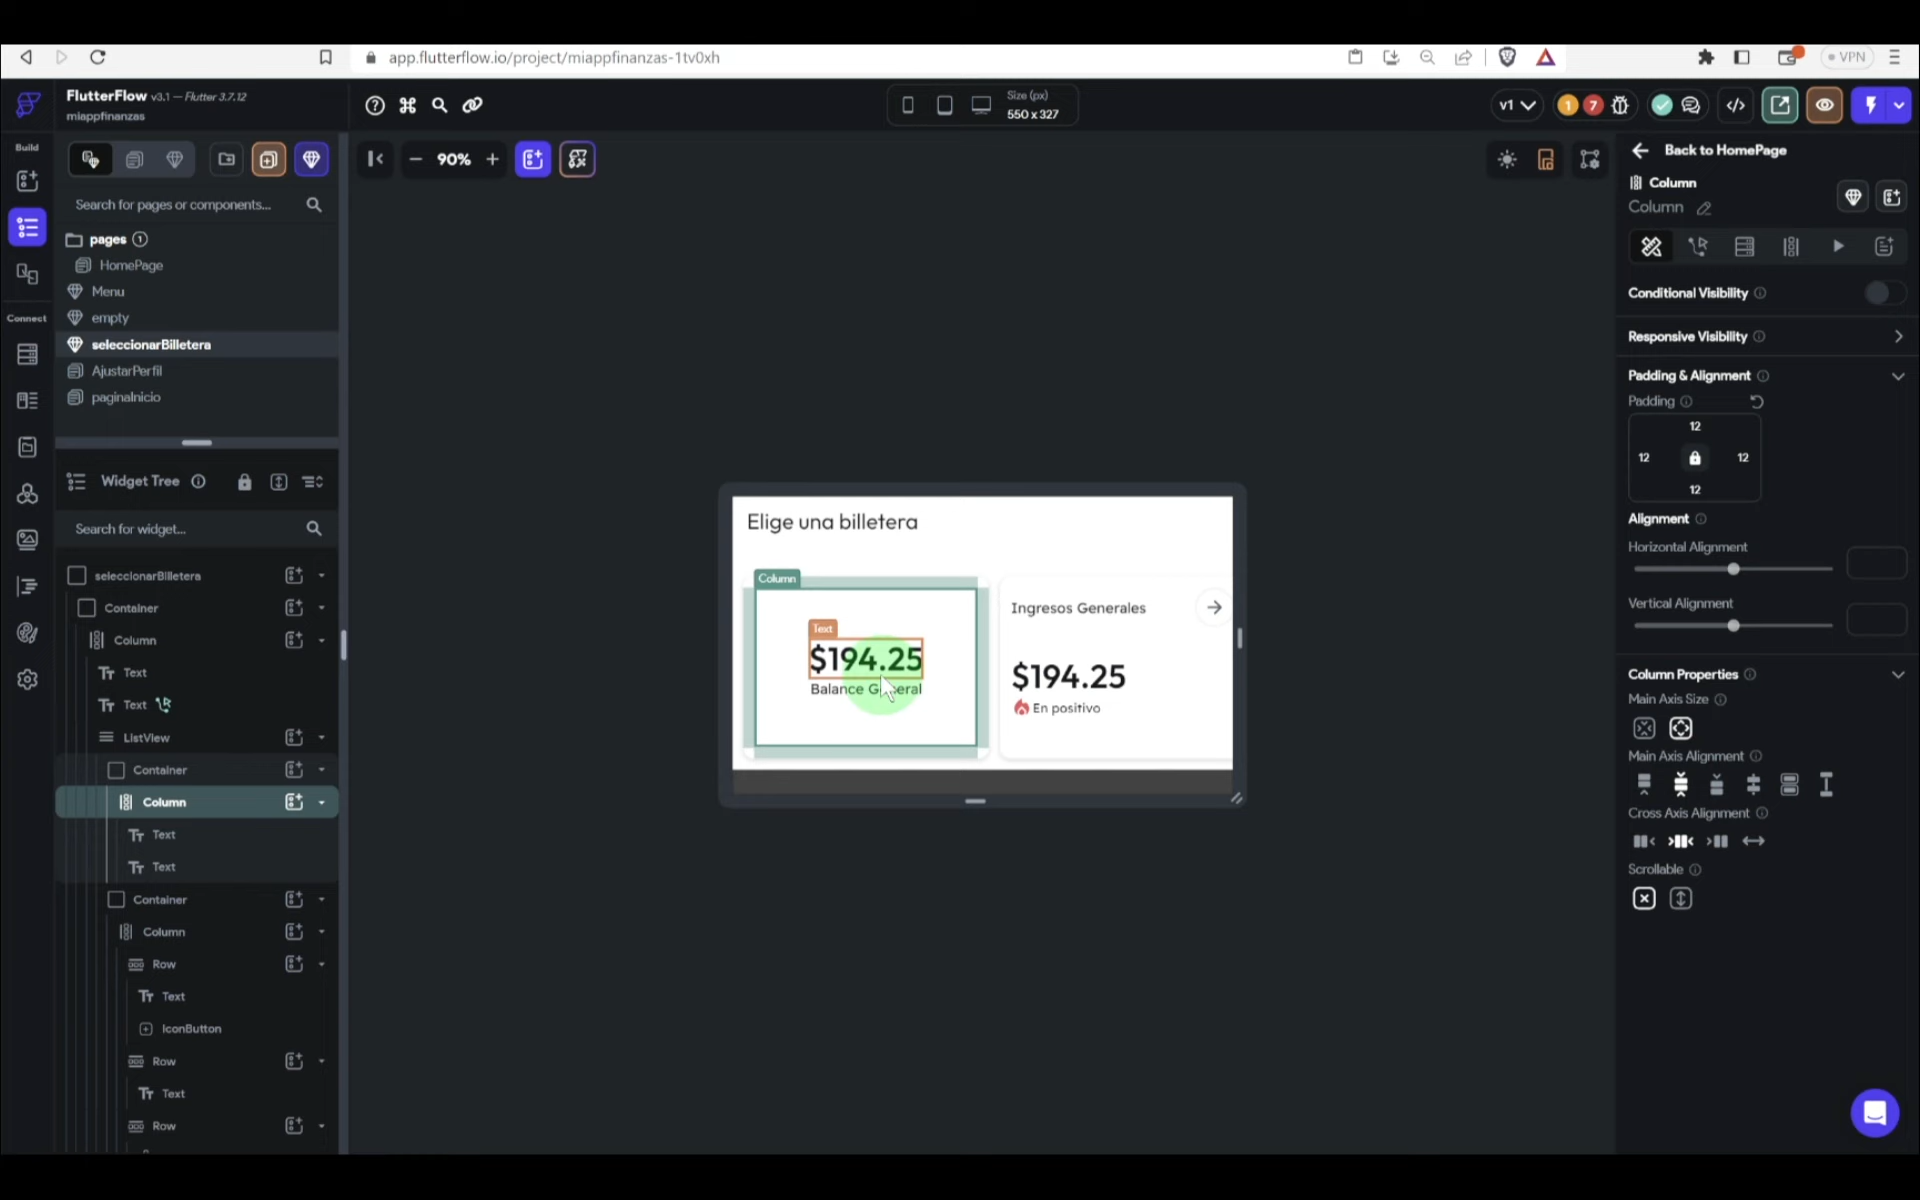 app.flutterflow.io/project/miappfinanzas-1tv0xh
VPN
FlutterFlow v3.1 — Flutter 3.7.12
miappfinanzas
Size (px)
550 x 327
v1
1
7
Build
90%
Back to HomePage
Column
Column
Search for pages or components...
pages 1
HomePage
Menu
empty
seleccionarBilletera
AjustarPerfil
paginaInicio
Connect
Conditional Visibility
Responsive Visibility
Padding & Alignment
Padding
12
12
12
12
Alignment
Horizontal Alignment
Vertical Alignment
Column Properties
Main Axis Size
Main Axis Alignment
Cross Axis Alignment
Scrollable
Widget Tree
Search for widget...
seleccionarBilletera
Container
Column
Text
Text
ListView
Container
Column
Text
Text
Container
Column
Row
Text
IconButton
Row
Text
Row
Elige una billetera
Column
Text
$194.25
Balance General
Ingresos Generales
$194.25
En positivo